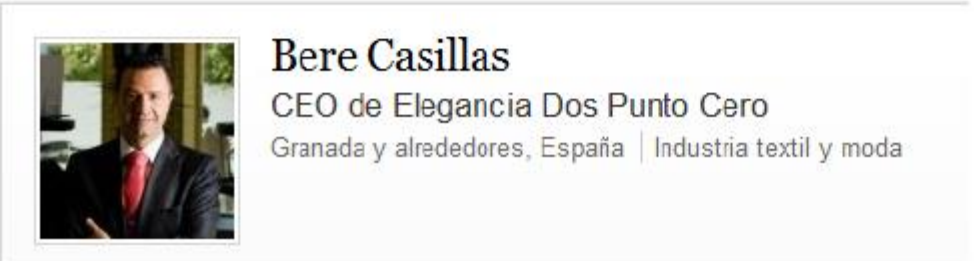 Bere Casillas
CEO de Elegancia Dos Punto Cero
Granada y alrededores, España | Industria textil y moda